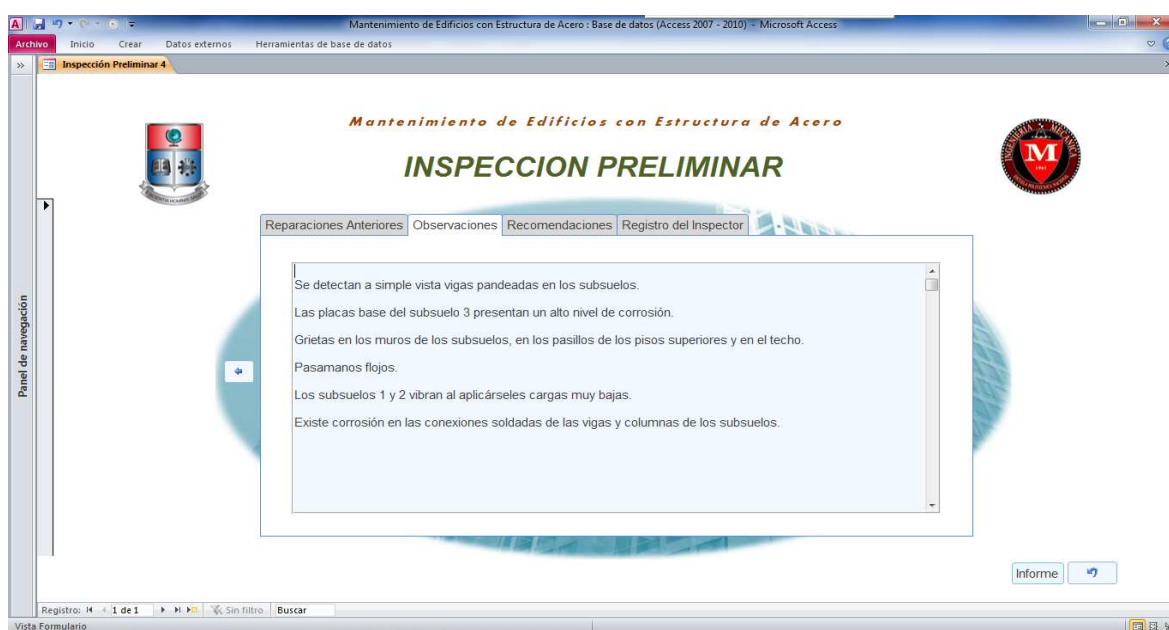 Mantenimiento de Edificios con Estructura de Acero : Base de datos (Access 2007 - 2010) - Microsoft Access
Archivo Inicio Crear Datos externos Herramientas de base de datos
Inspección Preliminar 4
Mantenimiento de Edificios con Estructura de Acero
INSPECCION PRELIMINAR
Reparaciones Anteriores Observaciones Recomendaciones Registro del Inspector
Se detectan a simple vista vigas pandeadas en los subsuelos.
Las placas base del subsuelo 3 presentan un alto nivel de corrosión.
Grietas en los muros de los subsuelos, en los pasillos de los pisos superiores y en el techo.
Pasamanos flojos.
Los subsuelos 1 y 2 vibran al aplicárseles cargas muy bajas.
Existe corrosión en las conexiones soldadas de las vigas y columnas de los subsuelos.
Panel de navegación
Informe
Registro: 1 de 1 Sin filtro Buscar
Vista Formulario